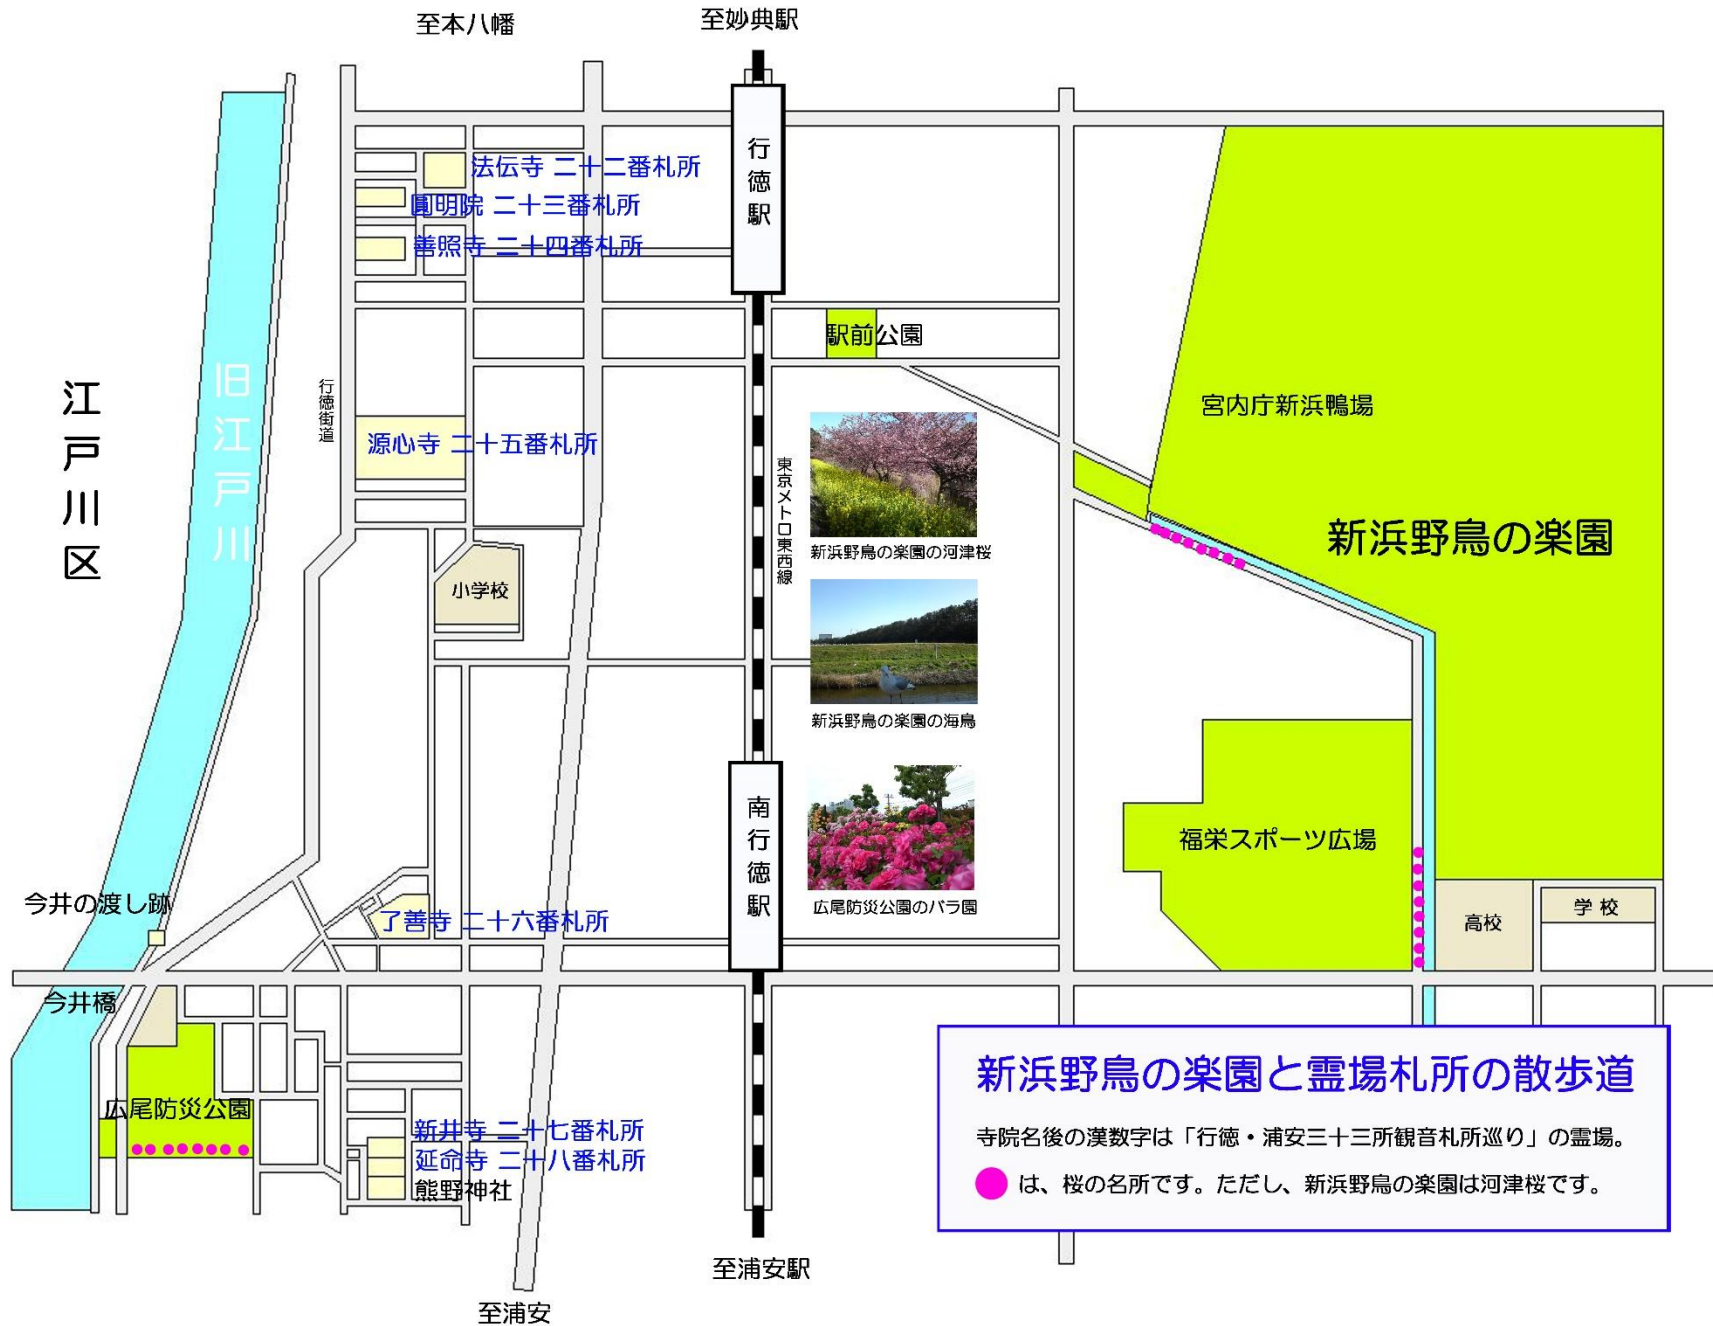 至本八幡
至妙典駅
行徳駅
法伝寺 二十二番札所
圓明院 二十三番札所
善照寺 二十四番札所
駅前公園
江戸川区
旧江戸川
行徳街道
宮内庁新浜鴨場
源心寺 二十五番札所
東京メトロ東西線
新浜野鳥の楽園
新浜野鳥の楽園の河津桜
小学校
新浜野鳥の楽園の海鳥
南行徳駅
福栄スポーツ広場
今井の渡し跡
広尾防災公園のバラ園
学校
了善寺 二十六番札所
高校
今井橋
広尾防災公園
新井寺 二十七番札所
延命寺 二十八番札所
熊野神社
新浜野鳥の楽園と霊場札所の散歩道
寺院名後の漢数字は「行徳・浦安三十三所観音札所巡り」の霊場。
は、桜の名所です。ただし、新浜野鳥の楽園は河津桜です。
至浦安駅
至浦安